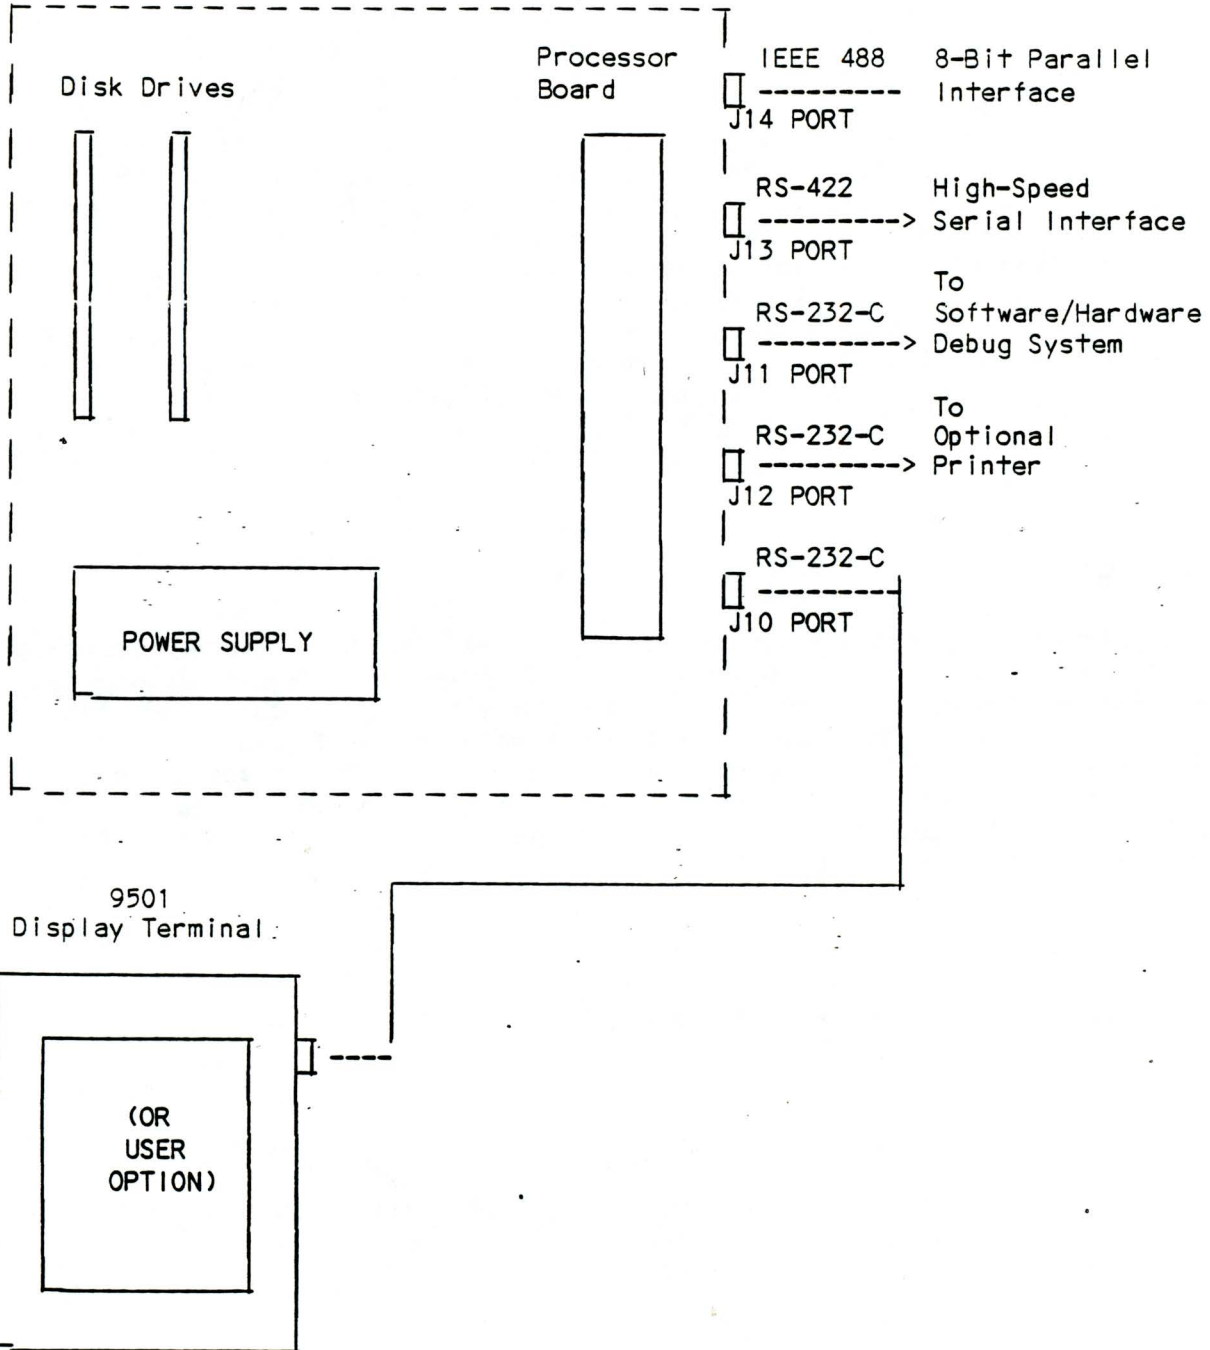 Disk Drives
Processor
Board
IEEE 488
8-Bit Parallel
Interface
J14 PORT
RS-422
High-Speed
Serial Interface
J13 PORT
To
RS-232-C
Software/Hardware
Debug System
J11 PORT
To
RS-232-C
Optional
Printer
J12 PORT
RS-232-C
J10 PORT
POWER SUPPLY
9501
Display Terminal
(OR
USER
OPTION)